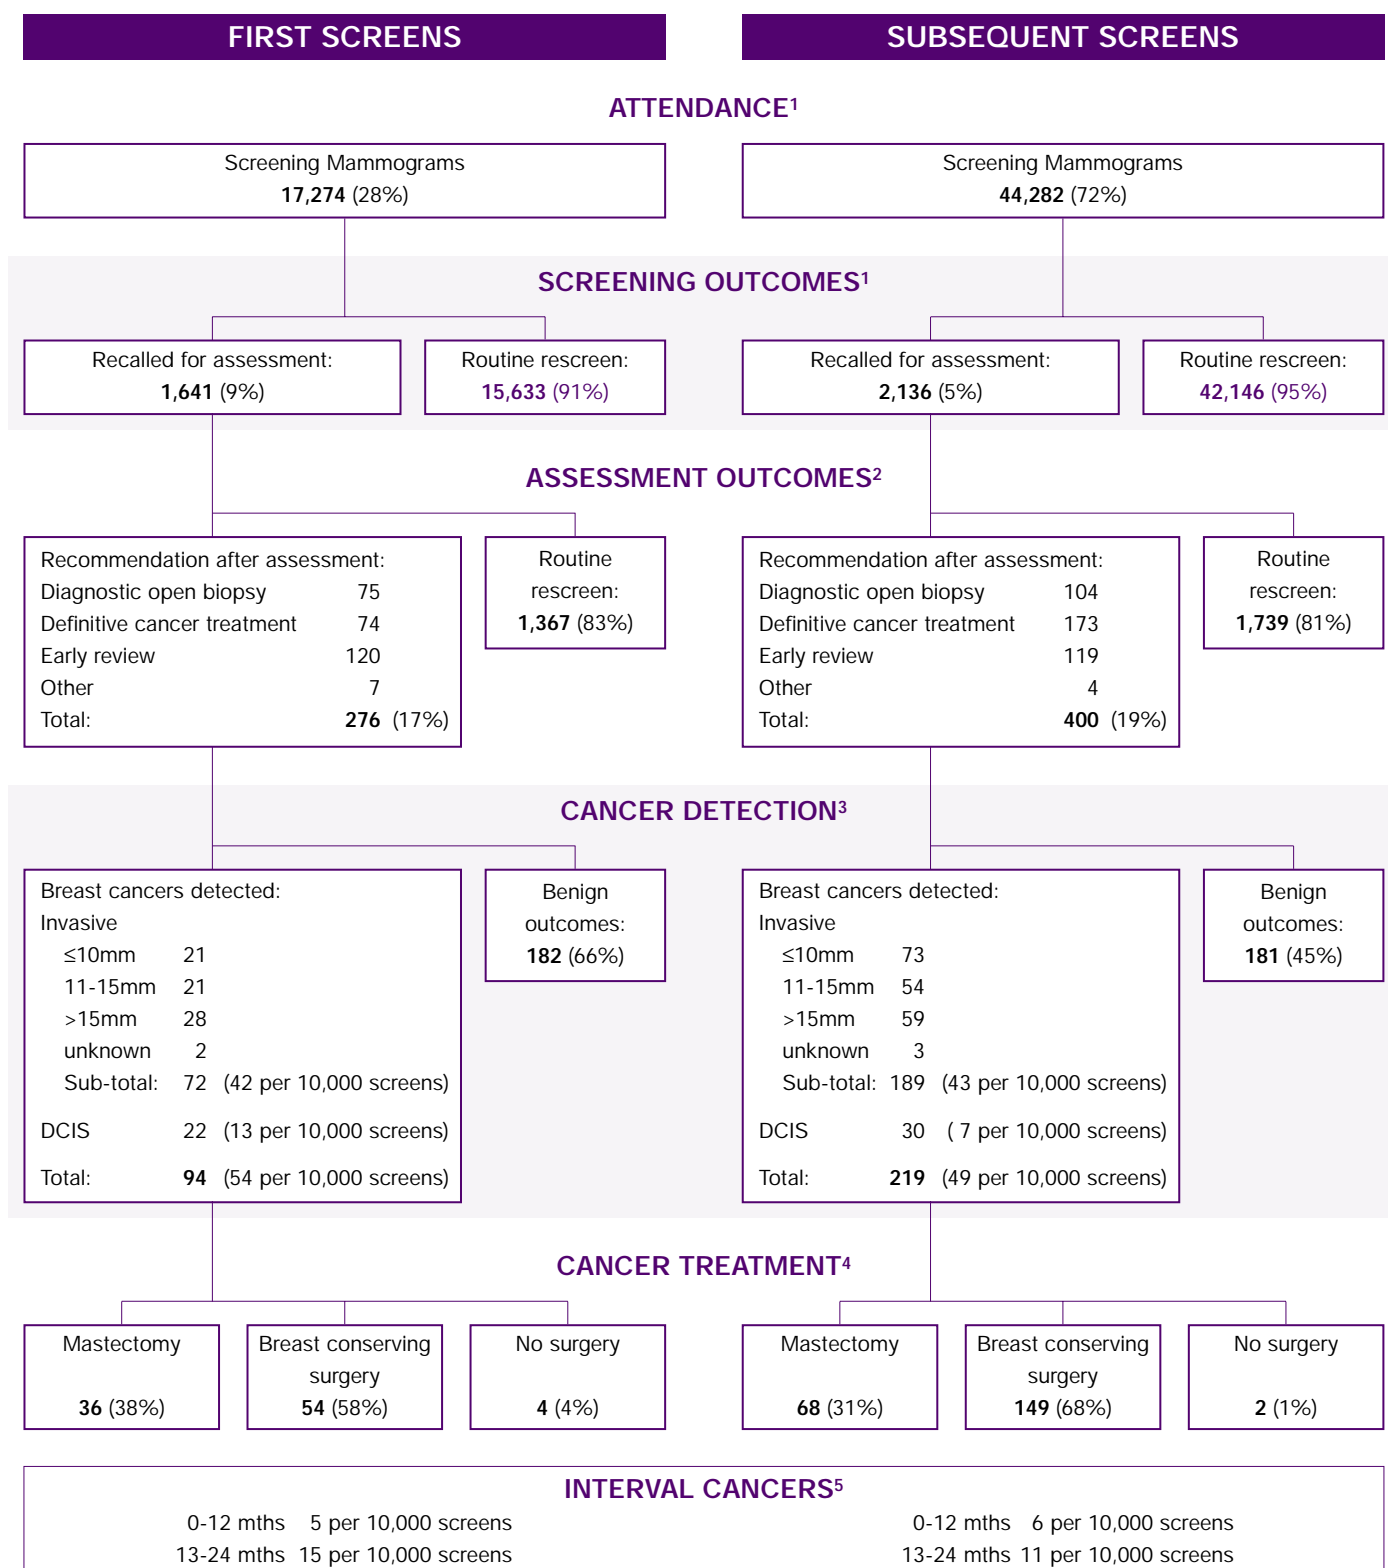 FIRST SCREENS
SUBSEQUENT SCREENS
ATTENDANCE¹
Screening Mammograms
17,274 (28%)
Screening Mammograms
44,282 (72%)
SCREENING OUTCOMES¹
Recalled for assessment:
1,641 (9%)
Routine rescreen:
15,633 (91%)
Recalled for assessment:
2,136 (5%)
Routine rescreen:
42,146 (95%)
ASSESSMENT OUTCOMES²
Recommendation after assessment:
Diagnostic open biopsy 75
Definitive cancer treatment 74
Early review 120
Other 7
Total: 276 (17%)
Routine
rescreen:
1,367 (83%)
Recommendation after assessment:
Diagnostic open biopsy 104
Definitive cancer treatment 173
Early review 119
Other 4
Total: 400 (19%)
Routine
rescreen:
1,739 (81%)
CANCER DETECTION³
Breast cancers detected:
Invasive
≤10mm 21
11-15mm 21
>15mm 28
unknown 2
Sub-total: 72 (42 per 10,000 screens)
DCIS 22 (13 per 10,000 screens)
Total: 94 (54 per 10,000 screens)
Benign
outcomes:
182 (66%)
Breast cancers detected:
Invasive
≤10mm 73
11-15mm 54
>15mm 59
unknown 3
Sub-total: 189 (43 per 10,000 screens)
DCIS 30 ( 7 per 10,000 screens)
Total: 219 (49 per 10,000 screens)
Benign
outcomes:
181 (45%)
CANCER TREATMENT⁴
Mastectomy
36 (38%)
Breast conserving
surgery
54 (58%)
No surgery
4 (4%)
Mastectomy
68 (31%)
Breast conserving
surgery
149 (68%)
No surgery
2 (1%)
INTERVAL CANCERS⁵
0-12 mths 5 per 10,000 screens
13-24 mths 15 per 10,000 screens
0-12 mths 6 per 10,000 screens
13-24 mths 11 per 10,000 screens